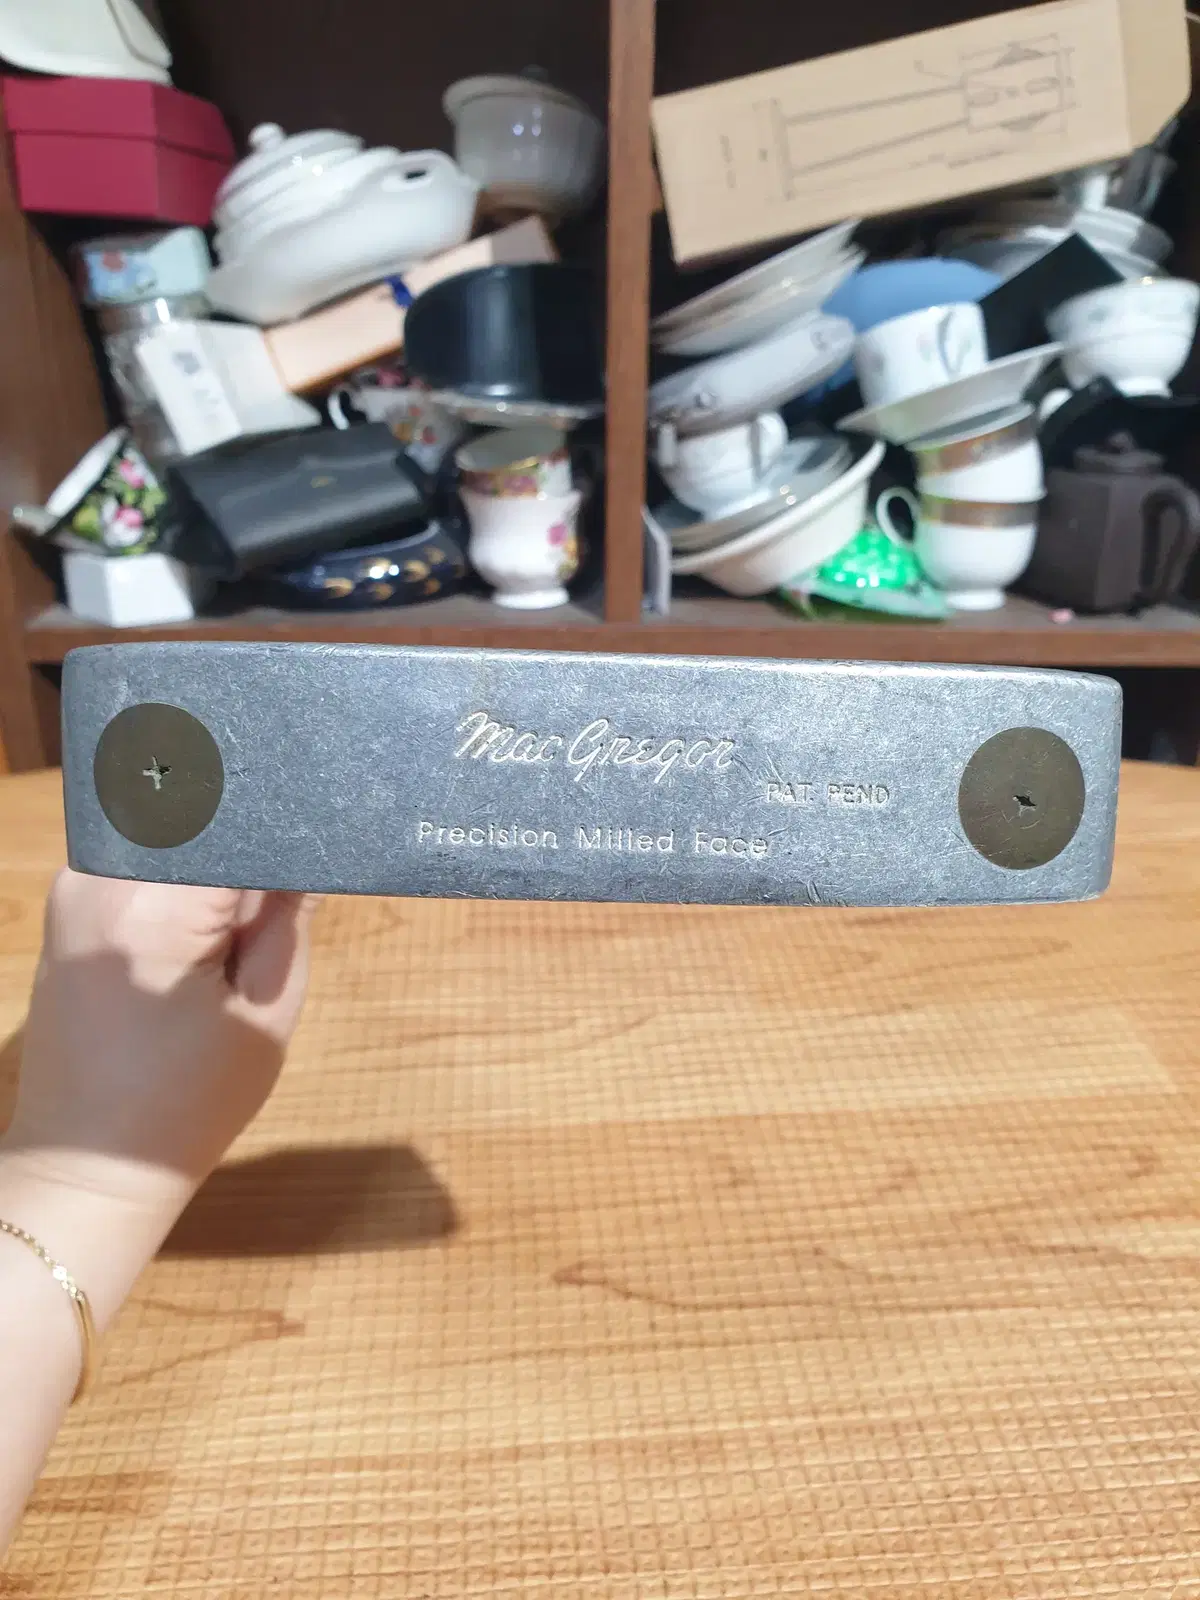 MacGregor
PAT. PEND
Precision Milled Face